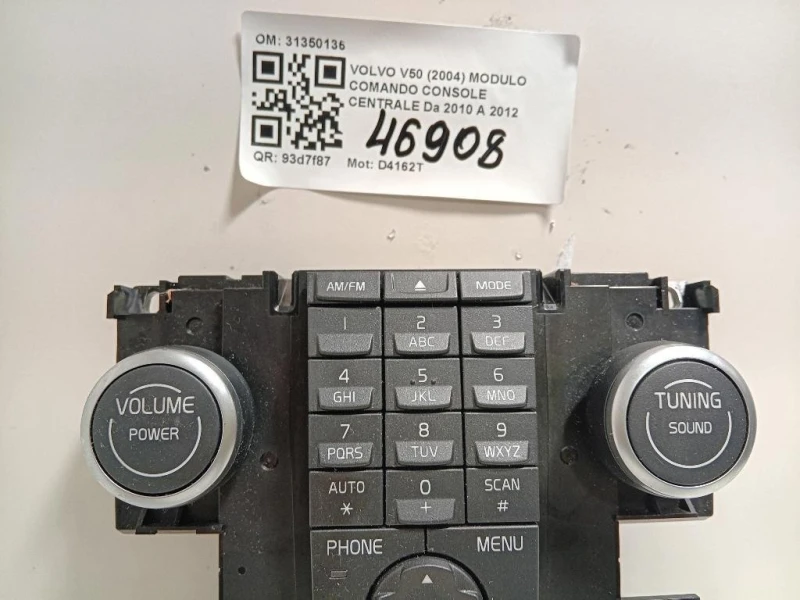 OM: 31350136
VOLVO V50 (2004) MODULO
COMANDO CONSOLE
CENTRALE Da 2010 A 2012
46908
QR: 93d7f87 Mot: D4162T
AM/FM MODE
1 2 3
ABC DEF
4 5 6
GHI JKL MNO
7 8 9
PQRS TUV WXYZ
AUTO 0 SCAN
* + #
VOLUME
POWER
TUNING
SOUND
PHONE MENU